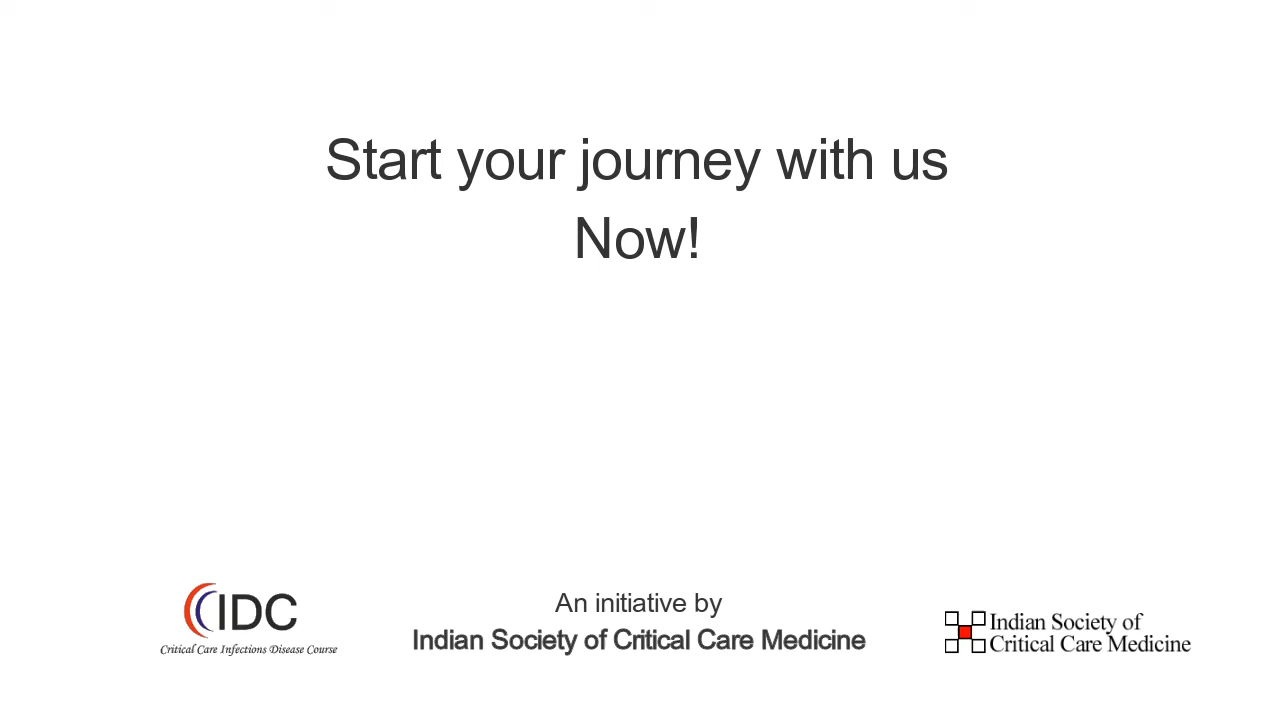 Start your journey with us
Now!
CIDC
Critical Care Infections Disease Course
An initiative by
Indian Society of Critical Care Medicine
Indian Society of
Critical Care Medicine